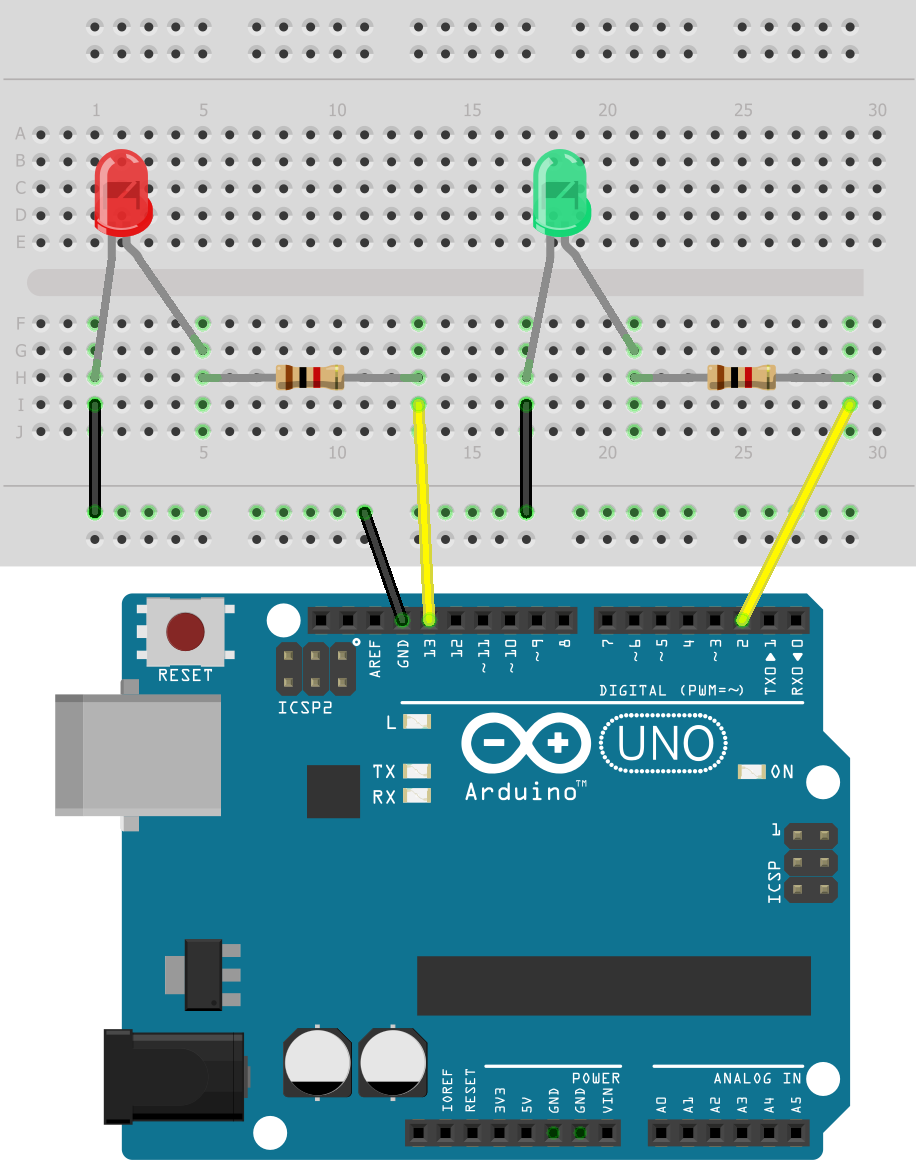 1 5 10 15 20 25 30
A
B
C
D
E
F
G
H
I
J
5 10 15 20 25 30
RESET
ICSP2
AREF
GND
13
12
~11
~10
~9
8
7
~6
~5
4
~3
2
TX▶1
RX◀0
DIGITAL (PWM=~)
L
TX
RX
Arduino™
UNO
ON
1
ICSP
IOREF
RESET
3V3
5V
GND
GND
VIN
POWER
A0
A1
A2
A3
A4
A5
ANALOG IN